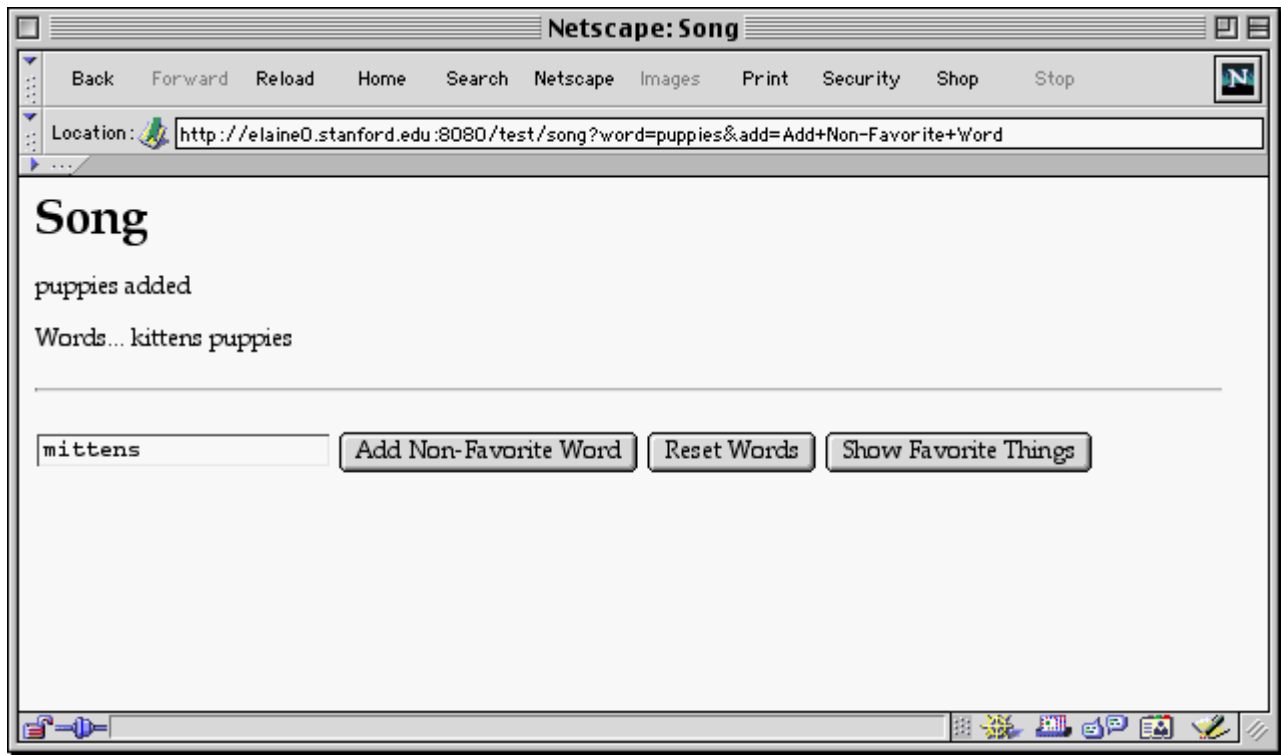 Netscape: Song
Back Forward Reload Home Search Netscape Images Print Security Shop Stop N
Location: http://elaine0.stanford.edu:8080/test/song?word=puppies&add=Add+Non-Favorite+Word
...
Song
puppies added
Words... kittens puppies
mittens Add Non-Favorite Word Reset Words Show Favorite Things